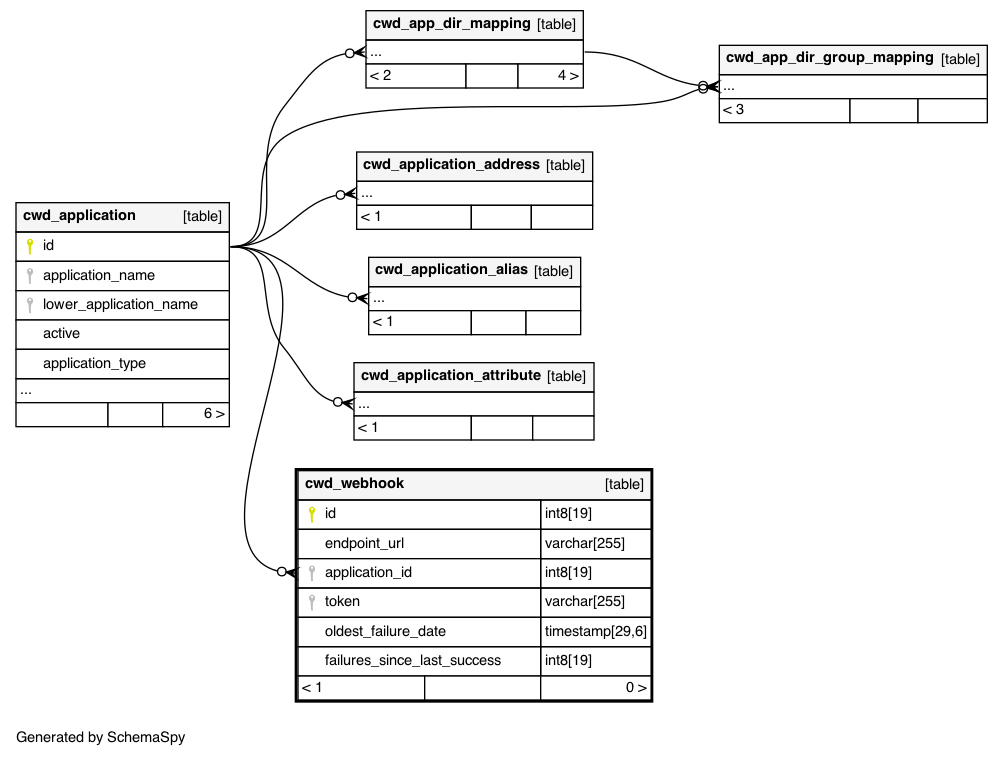 cwd_app_dir_mapping [table]
...
< 2 4 >
cwd_app_dir_group_mapping [table]
...
< 3
cwd_application_address [table]
...
< 1
cwd_application [table]
id
application_name
lower_application_name
active
application_type
...
6 >
cwd_application_alias [table]
...
< 1
cwd_application_attribute [table]
...
< 1
cwd_webhook [table]
id int8[19]
endpoint_url varchar[255]
application_id int8[19]
token varchar[255]
oldest_failure_date timestamp[29,6]
failures_since_last_success int8[19]
< 1 0 >
Generated by SchemaSpy